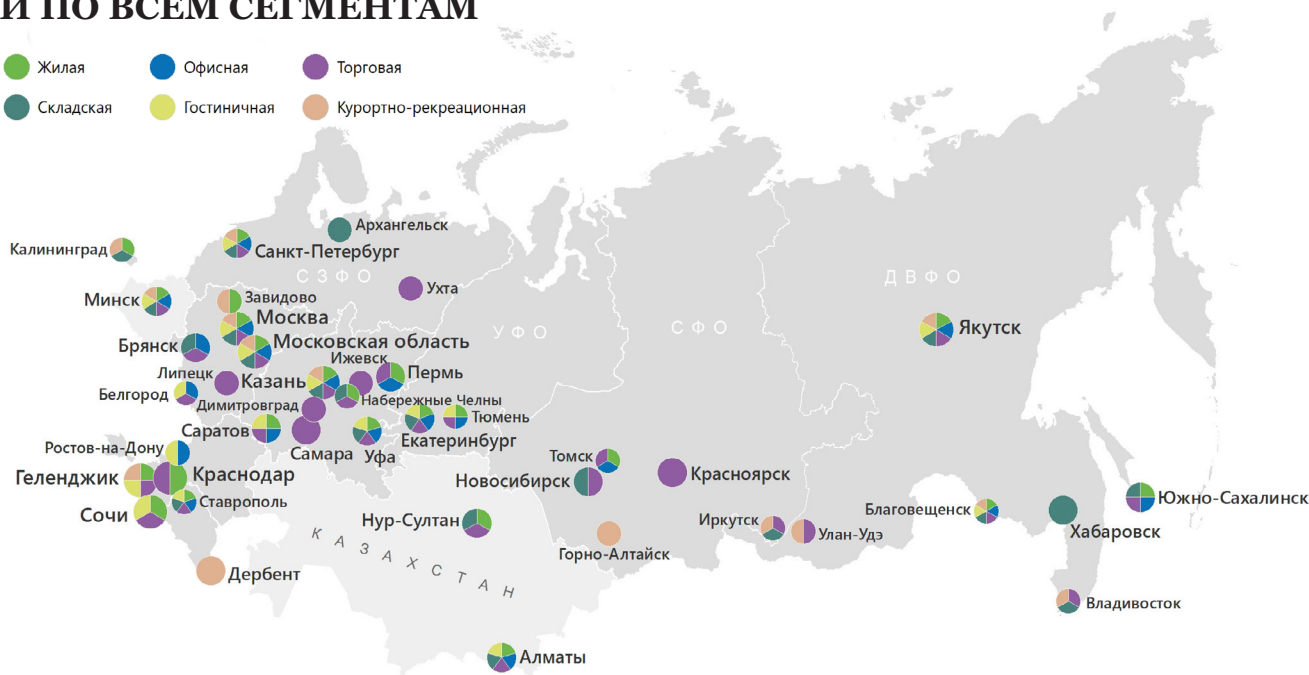 И ПО ВСЕМ СЕГМЕНТАМ
Жилая
Офисная
Торговая
Складская
Гостиничная
Курортно-рекреационная
Архангельск
Калининград
Санкт-Петербург
СЗФО
ДВФО
Ухта
Минск
Завидово
Москва
УФО
СФО
Якутск
Брянск
Московская область
Ижевск
Липецк
Казань
Пермь
Белгород
Димитровград
Набережные Челны
Тюмень
Саратов
Екатеринбург
Ростов-на-Дону
Самара
Уфа
Томск
Геленджик
Краснодар
Новосибирск
Красноярск
Ставрополь
Южно-Сахалинск
Сочи
Нур-Султан
Иркутск
Благовещенск
Улан-Удэ
Хабаровск
КАЗАХСТАН
Горно-Алтайск
Дербент
Владивосток
Алматы